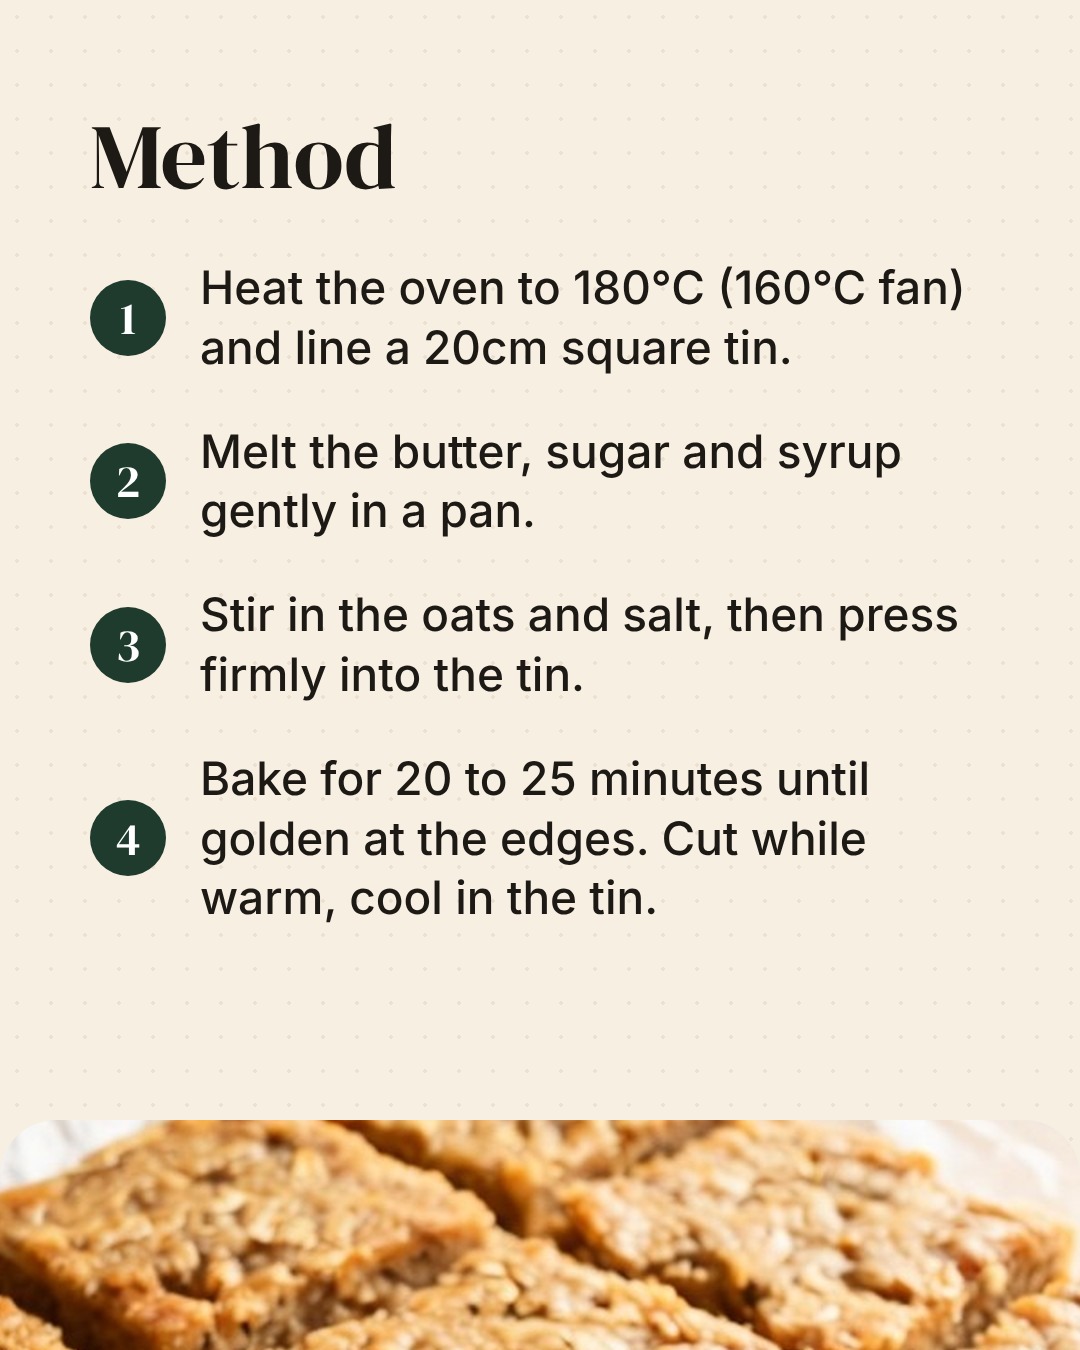 Method
1
Heat the oven to 180°C (160°C fan)
and line a 20cm square tin.
2
Melt the butter, sugar and syrup
gently in a pan.
3
Stir in the oats and salt, then press
firmly into the tin.
4
Bake for 20 to 25 minutes until
golden at the edges. Cut while
warm, cool in the tin.